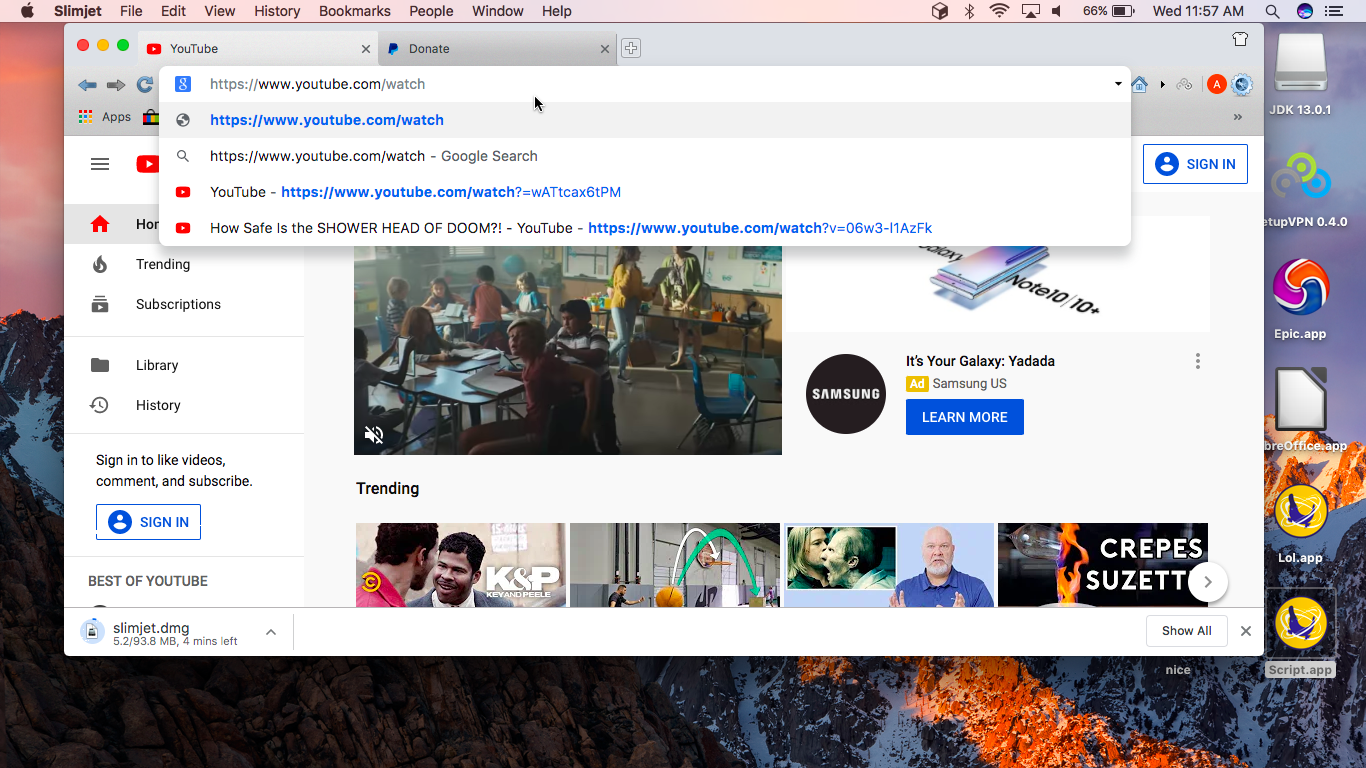 Slimjet File Edit View History Bookmarks People Window Help 66% Wed 11:57 AM
YouTube
Donate
https://www.youtube.com/watch
A
Apps
https://www.youtube.com/watch
»
https://www.youtube.com/watch – Google Search
YouTube - https://www.youtube.com/watch?=wATtcax6tPM
How Safe Is the SHOWER HEAD OF DOOM?! - YouTube - https://www.youtube.com/watch?v=06w3-l1AzFk
SIGN IN
Trending
Subscriptions
Library
History
Sign in to like videos,
comment, and subscribe.
SIGN IN
BEST OF YOUTUBE
Galaxy
Note10/10+
SAMSUNG
It's Your Galaxy: Yadada
Ad Samsung US
LEARN MORE
Trending
K&P
KEY AND PEELE
CREPES
slimjet.dmg
5.2/93.8 MB, 4 mins left
Show All
JDK 13.0.1
etupVPN 0.4.0
Epic.app
breOffice.app
Lol.app
Script.app
nice